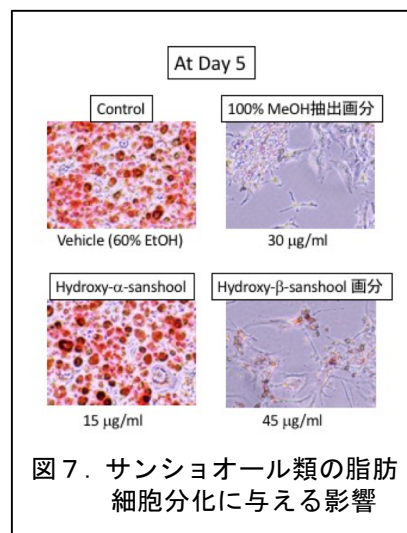 At Day 5
Control
100% MeOH抽出画分
Vehicle (60% EtOH)
30 µg/ml
Hydroxy-α-sanshool
Hydroxy-β-sanshool 画分
15 µg/ml
45 µg/ml
図７．サンショオール類の脂肪
細胞分化に与える影響